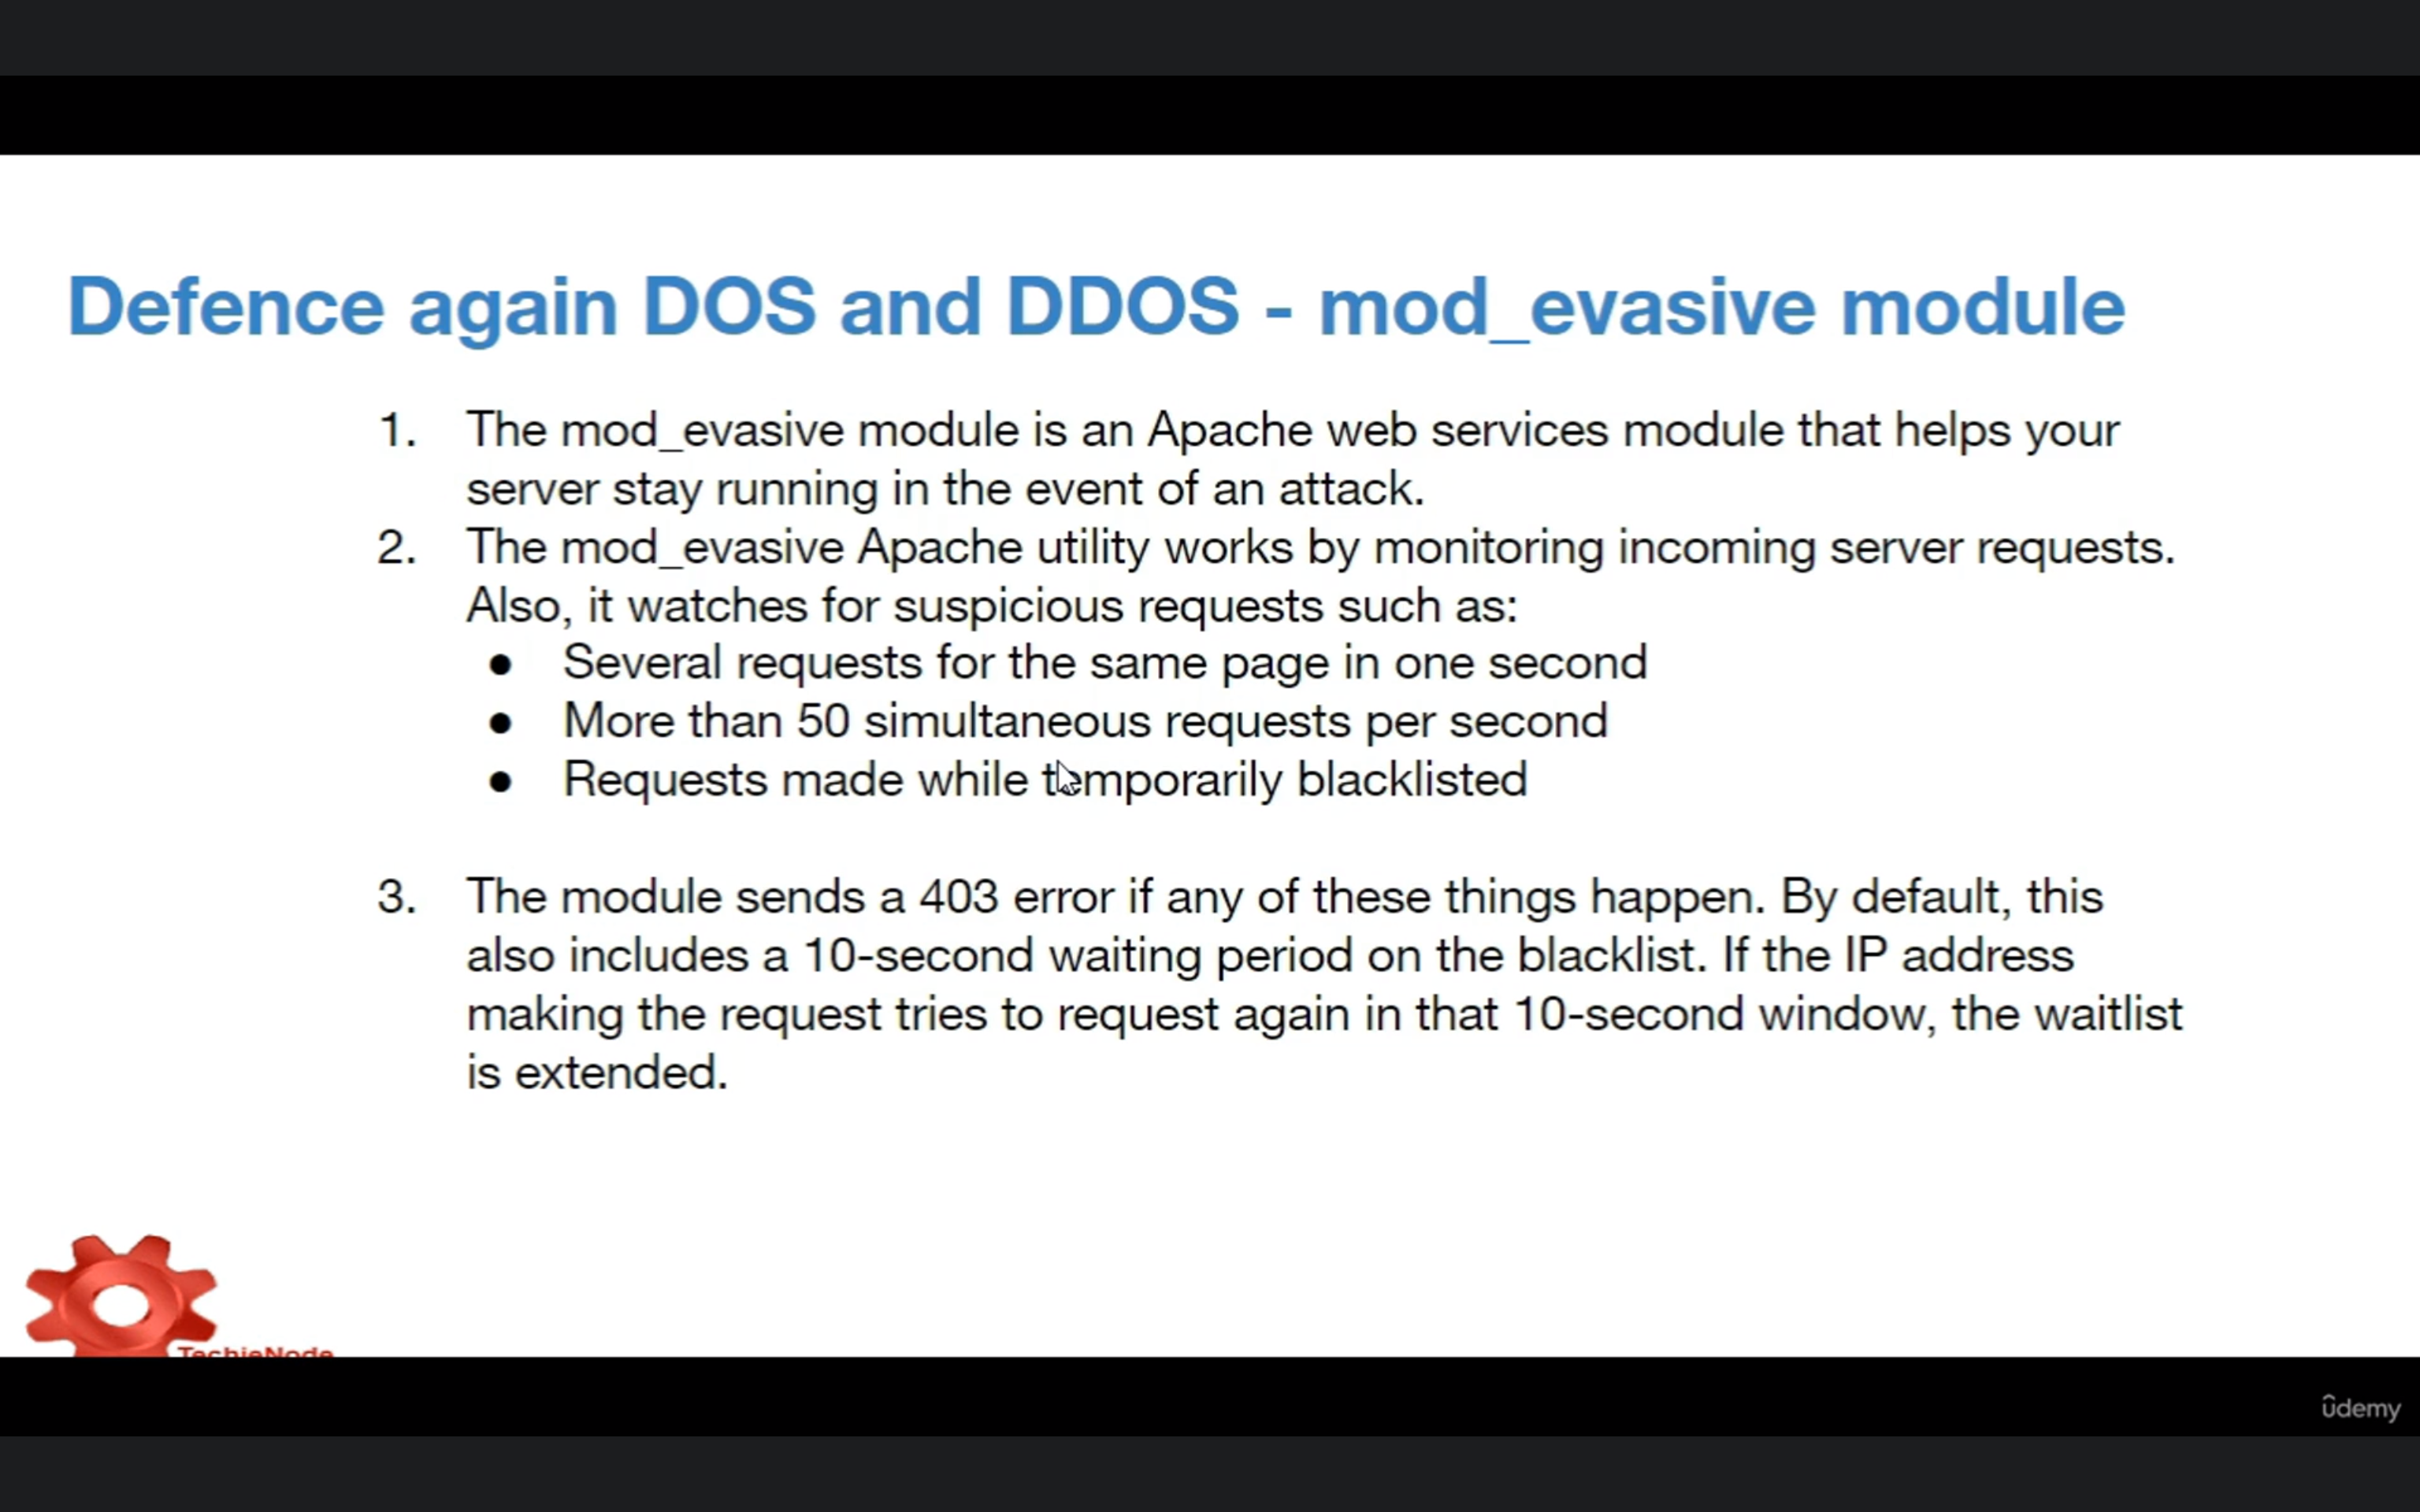 Defence again DOS and DDOS - mod_evasive module
1. The mod_evasive module is an Apache web services module that helps your
server stay running in the event of an attack.
2. The mod_evasive Apache utility works by monitoring incoming server requests.
Also, it watches for suspicious requests such as:
● Several requests for the same page in one second
● More than 50 simultaneous requests per second
● Requests made while temporarily blacklisted
3. The module sends a 403 error if any of these things happen. By default, this
also includes a 10-second waiting period on the blacklist. If the IP address
making the request tries to request again in that 10-second window, the waitlist
is extended.
TechieNode
ûdemy